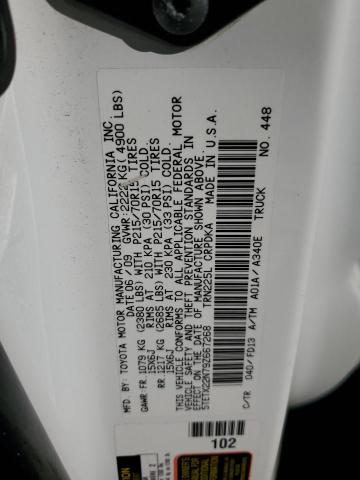 MFD. BY: TOYOTA MOTOR MANUFACTURING CALIFORNIA INC.
DATE 06 / 09 GVWR 2222 KG ( 4900 LBS)
GAWR: FR: 1079 KG (2380 LBS) WITH P215/70R15 TIRES
15X6J RIMS AT 210 KPA (30 PSI) COLD.
RR: 1217 KG (2685 LBS) WITH P215/70R15 TIRES
15X6J RIMS AT (230 KPA (33 PSI) COLD.
THIS VEHICLE CONFORMS TO ALL APPLICABLE FEDERAL MOTOR
VEHICLE SAFETY AND THEFT PREVENTION STANDARDS IN
EFFECT ON THE DATE OF MANUFACTURE SHOWN ABOVE.
5TETX22N79Z667268 TRUCK
TRN225L CRPDKA MADE IN U.S.A.
C/TR 040 / FD13 A/TM A01A / A340E
NO. 448
102